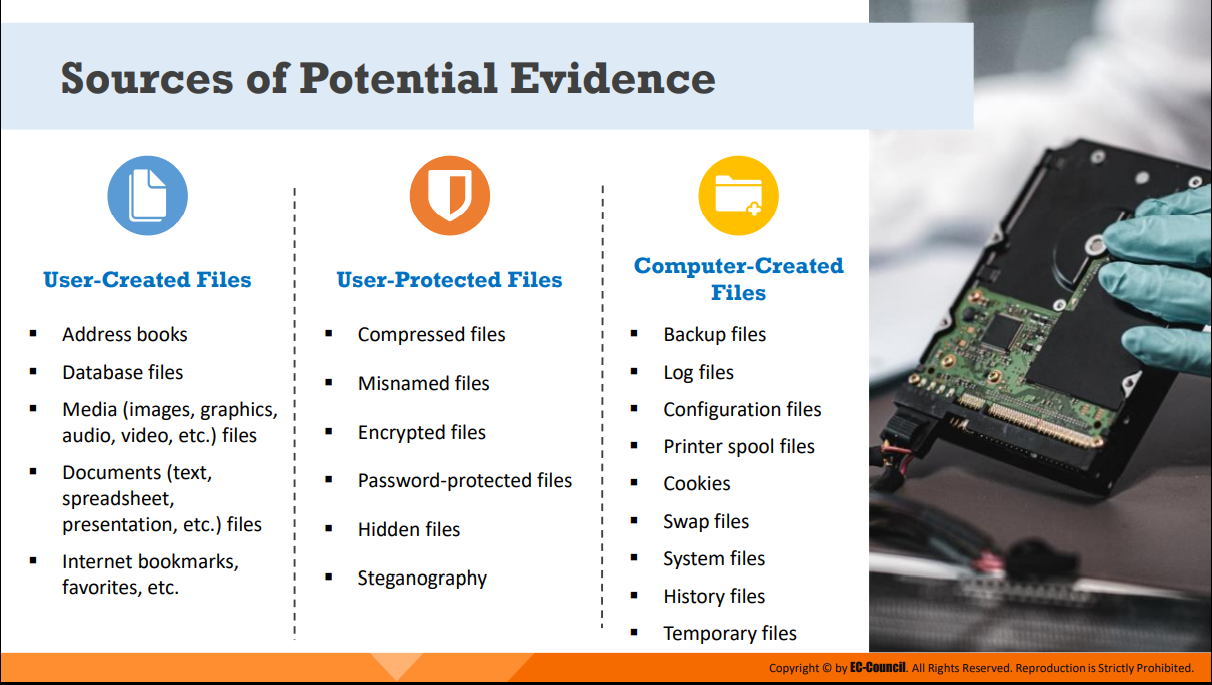 Sources of Potential Evidence
User-Created Files
▪ Address books
▪ Database files
▪ Media (images, graphics,
audio, video, etc.) files
▪ Documents (text,
spreadsheet,
presentation, etc.) files
▪ Internet bookmarks,
favorites, etc.
User-Protected Files
▪ Compressed files
▪ Misnamed files
▪ Encrypted files
▪ Password-protected files
▪ Hidden files
▪ Steganography
Computer-Created
Files
▪ Backup files
▪ Log files
▪ Configuration files
▪ Printer spool files
▪ Cookies
▪ Swap files
▪ System files
▪ History files
▪ Temporary files
Copyright © by EC-Council. All Rights Reserved. Reproduction is Strictly Prohibited.